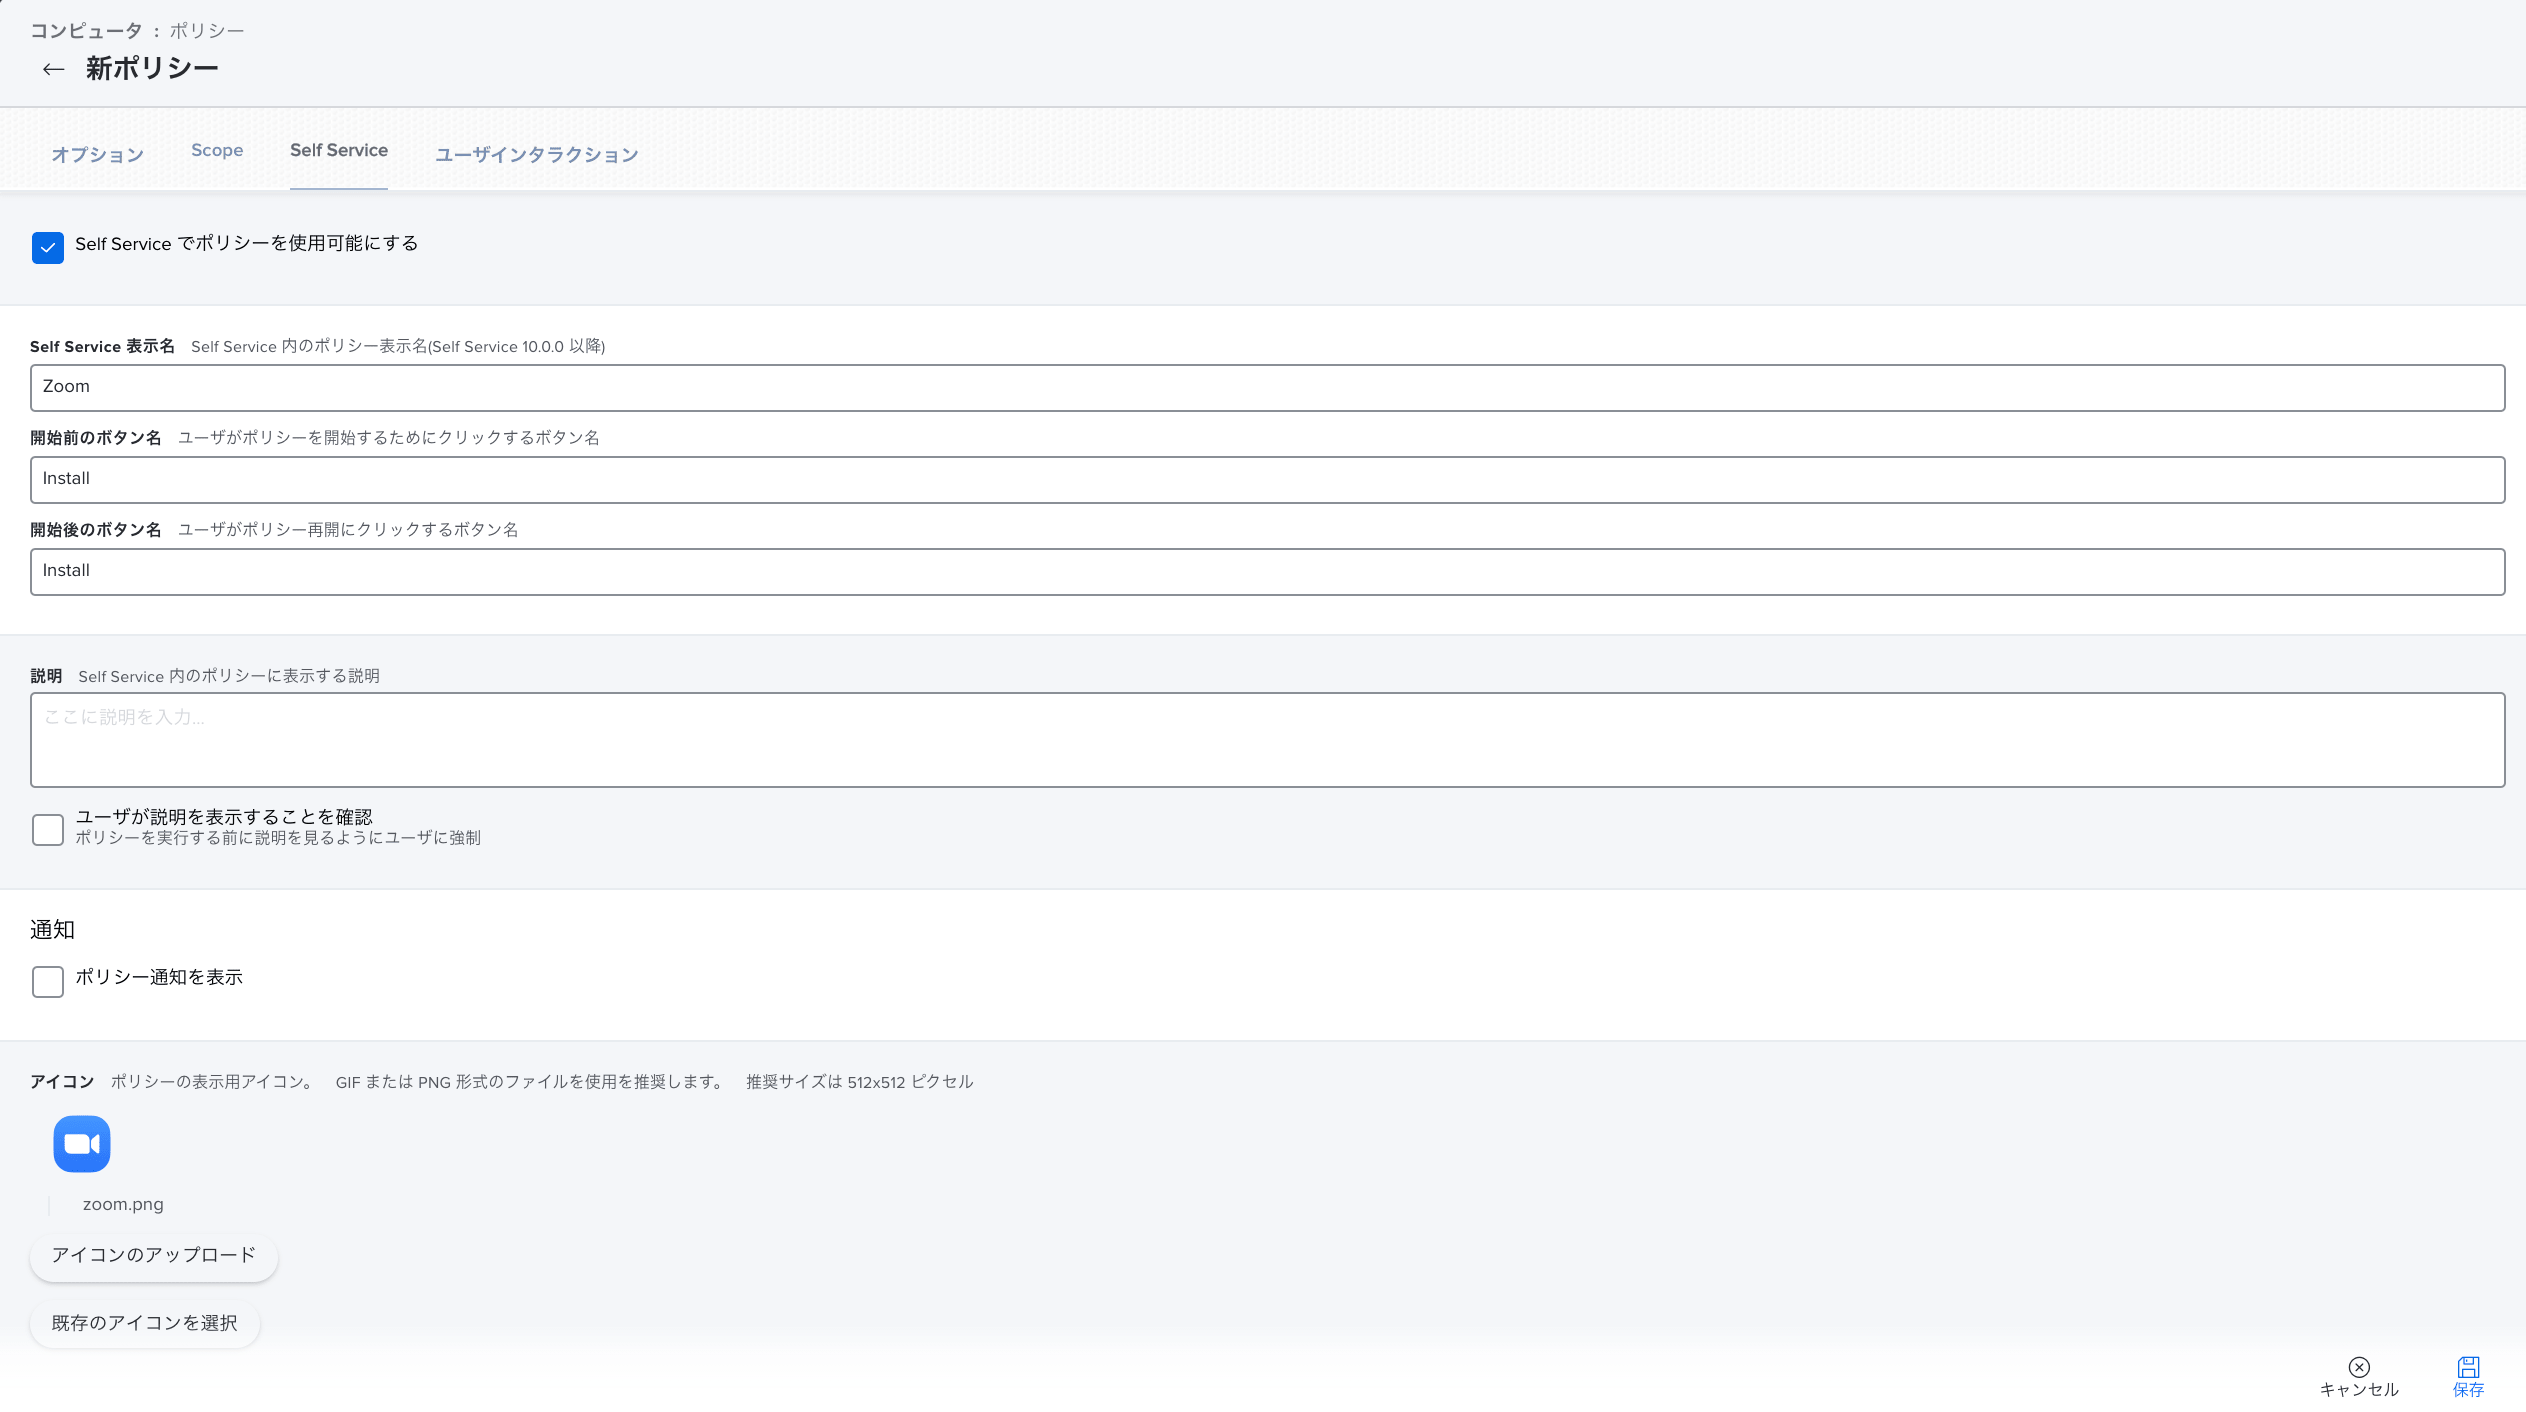 コンピュータ : ポリシー
← 新ポリシー
オプション Scope Self Service ユーザインタラクション
Self Service でポリシーを使用可能にする
Self Service 表示名 Self Service 内のポリシー表示名(Self Service 10.0.0 以降)
Zoom
開始前のボタン名 ユーザがポリシーを開始するためにクリックするボタン名
Install
開始後のボタン名 ユーザがポリシー再開にクリックするボタン名
Install
説明 Self Service 内のポリシーに表示する説明
ここに説明を入力...
ユーザが説明を表示することを確認
ポリシーを実行する前に説明を見るようにユーザに強制
通知
ポリシー通知を表示
アイコン ポリシーの表示用アイコン。 GIF または PNG 形式のファイルを使用を推奨します。 推奨サイズは 512x512 ピクセル
zoom.png
アイコンのアップロード
既存のアイコンを選択
キャンセル 保存